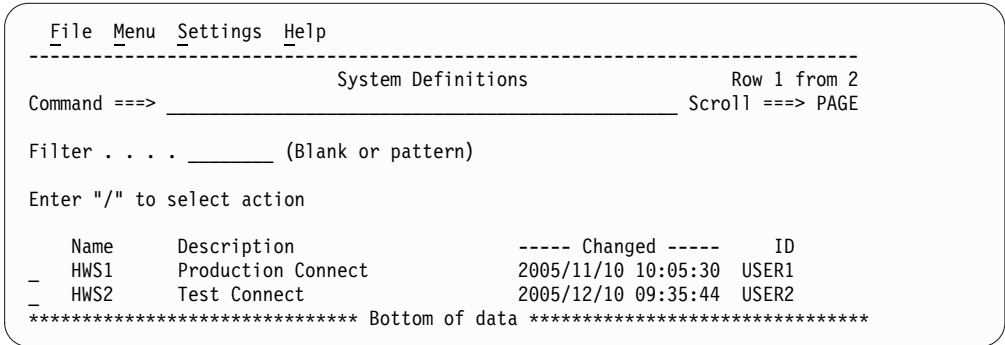 File Menu Settings Help
------------------------------------------------------------------------------
System Definitions Row 1 from 2
Command ===> ________________________________________________ Scroll ===> PAGE
Filter . . . . ________ (Blank or pattern)
Enter "/" to select action
Name Description ----- Changed ----- ID
_ HWS1 Production Connect 2005/11/10 10:05:30 USER1
_ HWS2 Test Connect 2005/12/10 09:35:44 USER2
******************************* Bottom of data ********************************